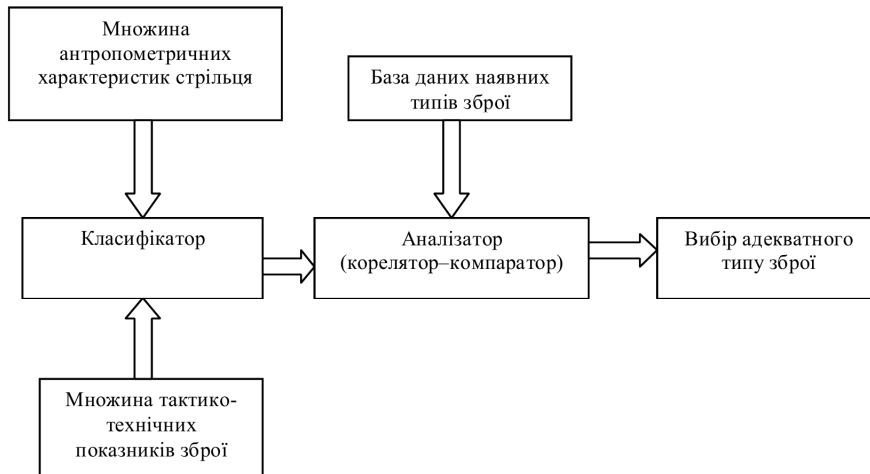 Множина
антропометричних
характеристик стрільця
База даних наявних
типів зброї
Класифікатор
Аналізатор
(корелятор–компаратор)
Вибір адекватного
типу зброї
Множина тактико-
технічних
показників зброї